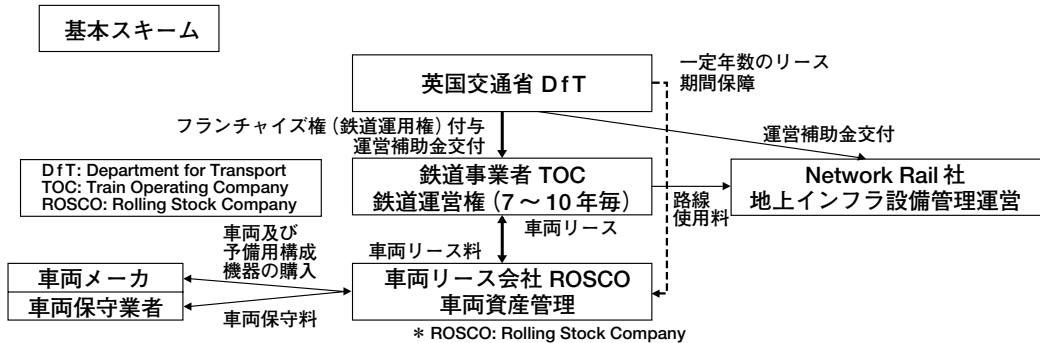 基本スキーム
英国交通省 DfT
一定年数のリース
期間保障
フランチャイズ権（鉄道運用権）付与
運営補助金交付
運営補助金交付
DfT: Department for Transport
TOC: Train Operating Company
ROSCO: Rolling Stock Company
鉄道事業者 TOC
鉄道運営権（7～10年毎）
路線
使用料
Network Rail 社
地上インフラ設備管理運営
車両及び
予備用構成
機器の購入
車両リース料
車両リース
車両メーカ
車両保守業者
車両保守料
車両リース会社 ROSCO
車両資産管理
＊ ROSCO: Rolling Stock Company